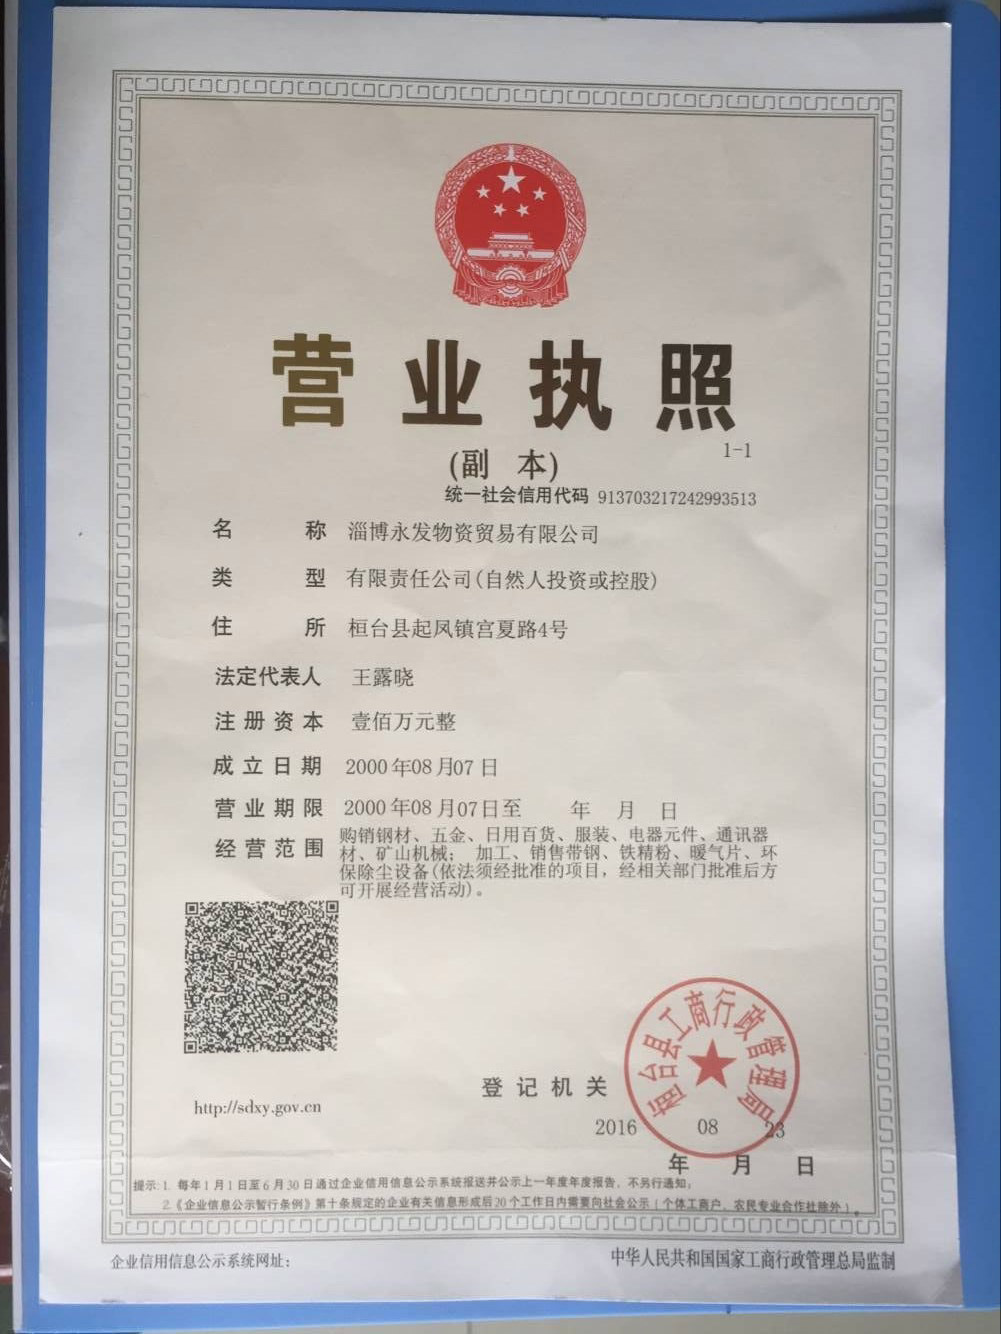 营业执照
1-1
(副 本)
统一社会信用代码 913703217242993513
名 称 淄博永发物资贸易有限公司
类 型 有限责任公司(自然人投资或控股)
住 所 桓台县起凤镇宫夏路4号
法定代表人 王露晓
注册资本 壹佰万元整
成立日期 2000年08月07日
营业期限 2000年08月07日至 年 月 日
经营范围 购销钢材、五金、日用百货、服装、电器元件、通讯器
材、矿山机械; 加工、销售带钢、铁精粉、暖气片、环
保除尘设备(依法须经批准的项目,经相关部门批准后方
可开展经营活动)。
桓台县工商行政管理局
登记机关
http://sdxy.gov.cn
2016 08 23
年 月 日
提示:1. 每年1月1日至6月30日通过企业信用信息公示系统报送并公示上一年度年度报告,不另行通知;
2.《企业信息公示暂行条例》第十条规定的企业有关信息形成后20个工作日内需要向社会公示(个体工商户、农民专业合作社除外)。
企业信用信息公示系统网址:
中华人民共和国国家工商行政管理总局监制